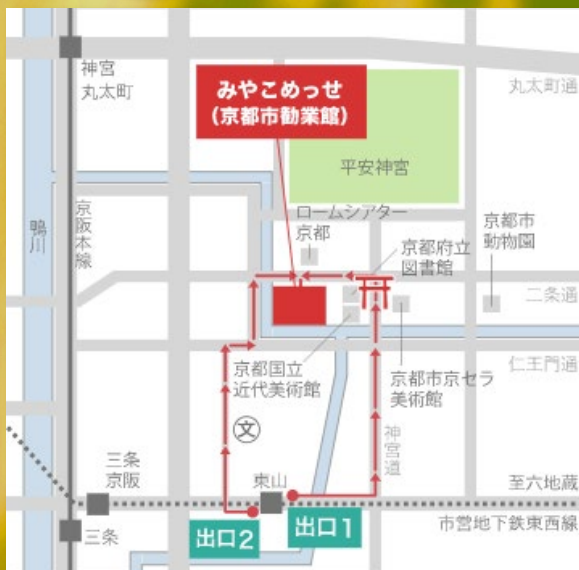 神宮
丸太町
みやこめっせ
(京都市勧業館)
丸太町通
平安神宮
鴨川
京阪本線
ロームシアター
京都
京都府立
図書館
京都市
動物園
二条通
仁王門通
京都国立
近代美術館
京都市京セラ
美術館
文
神宮道
三条
京阪
東山
至六地蔵
三条
出口2
出口1
市営地下鉄東西線